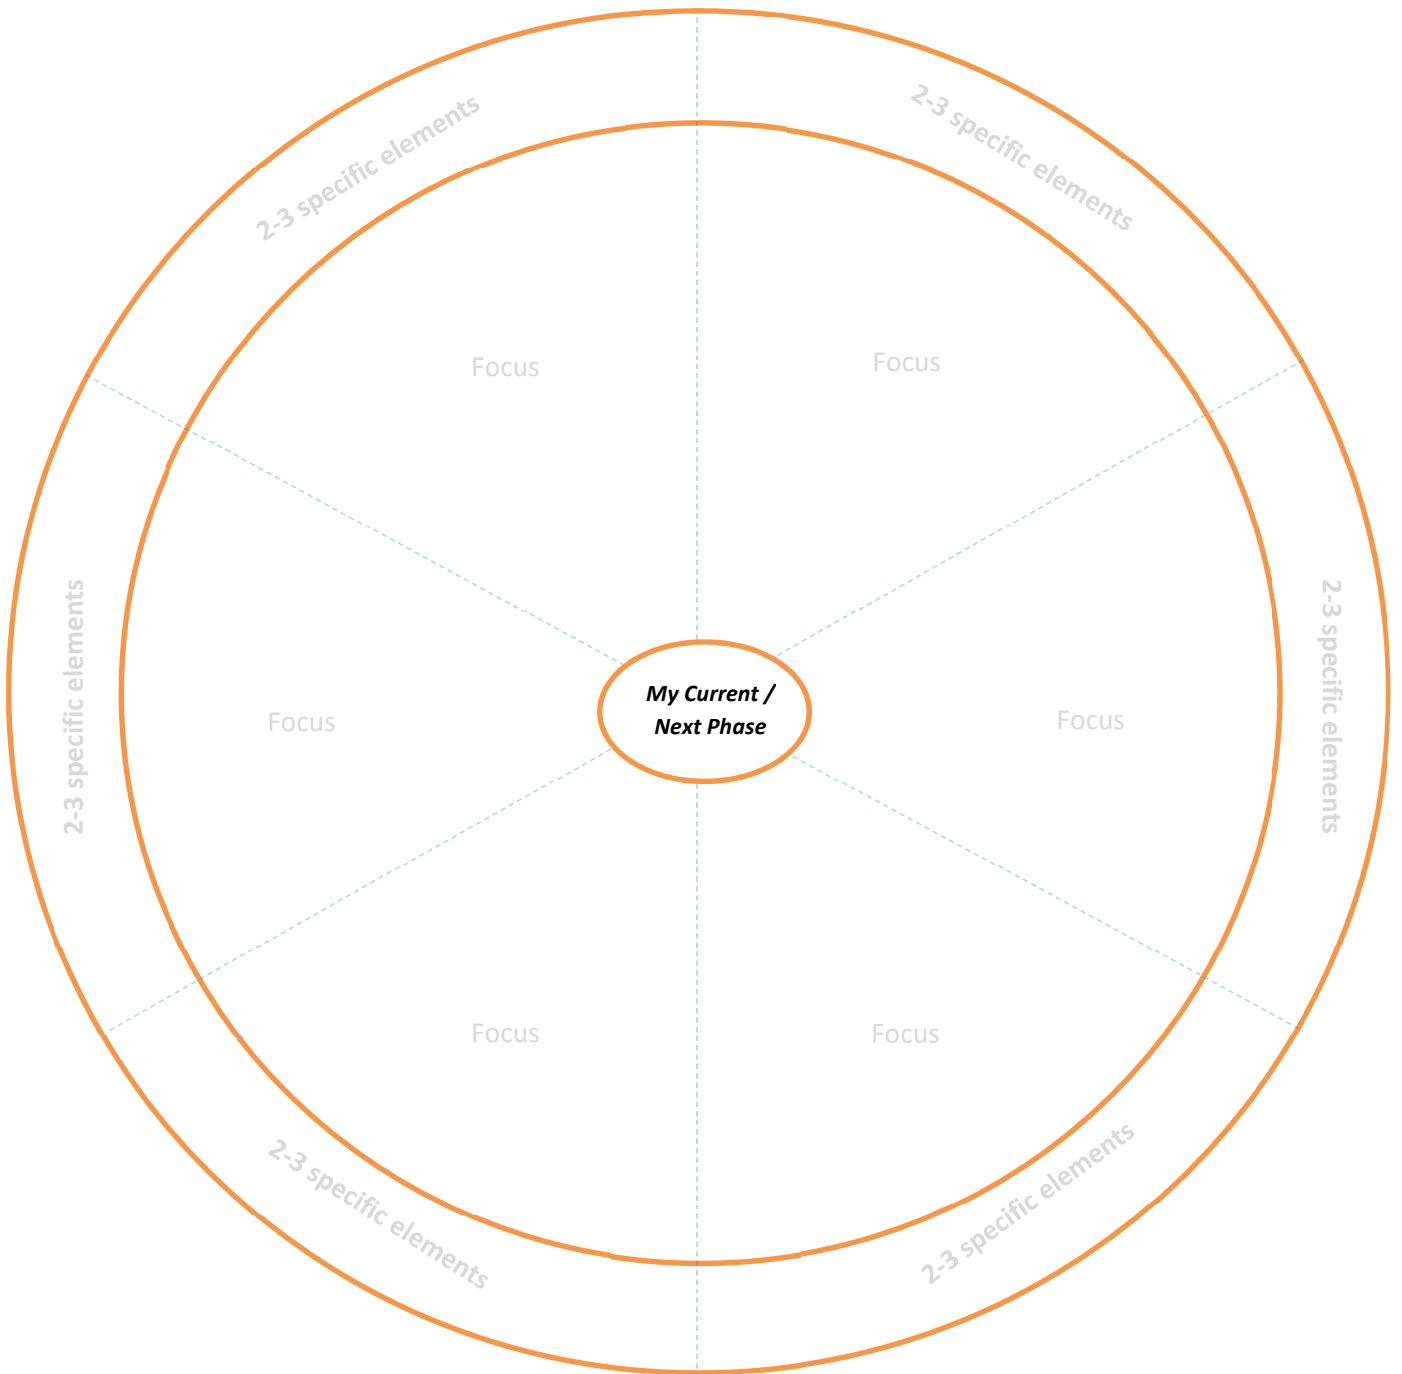 2-3 specific elements
2-3 specific elements
Focus
Focus
2-3 specific elements
Focus
My Current /
Next Phase
Focus
2-3 specific elements
Focus
Focus
2-3 specific elements
2-3 specific elements